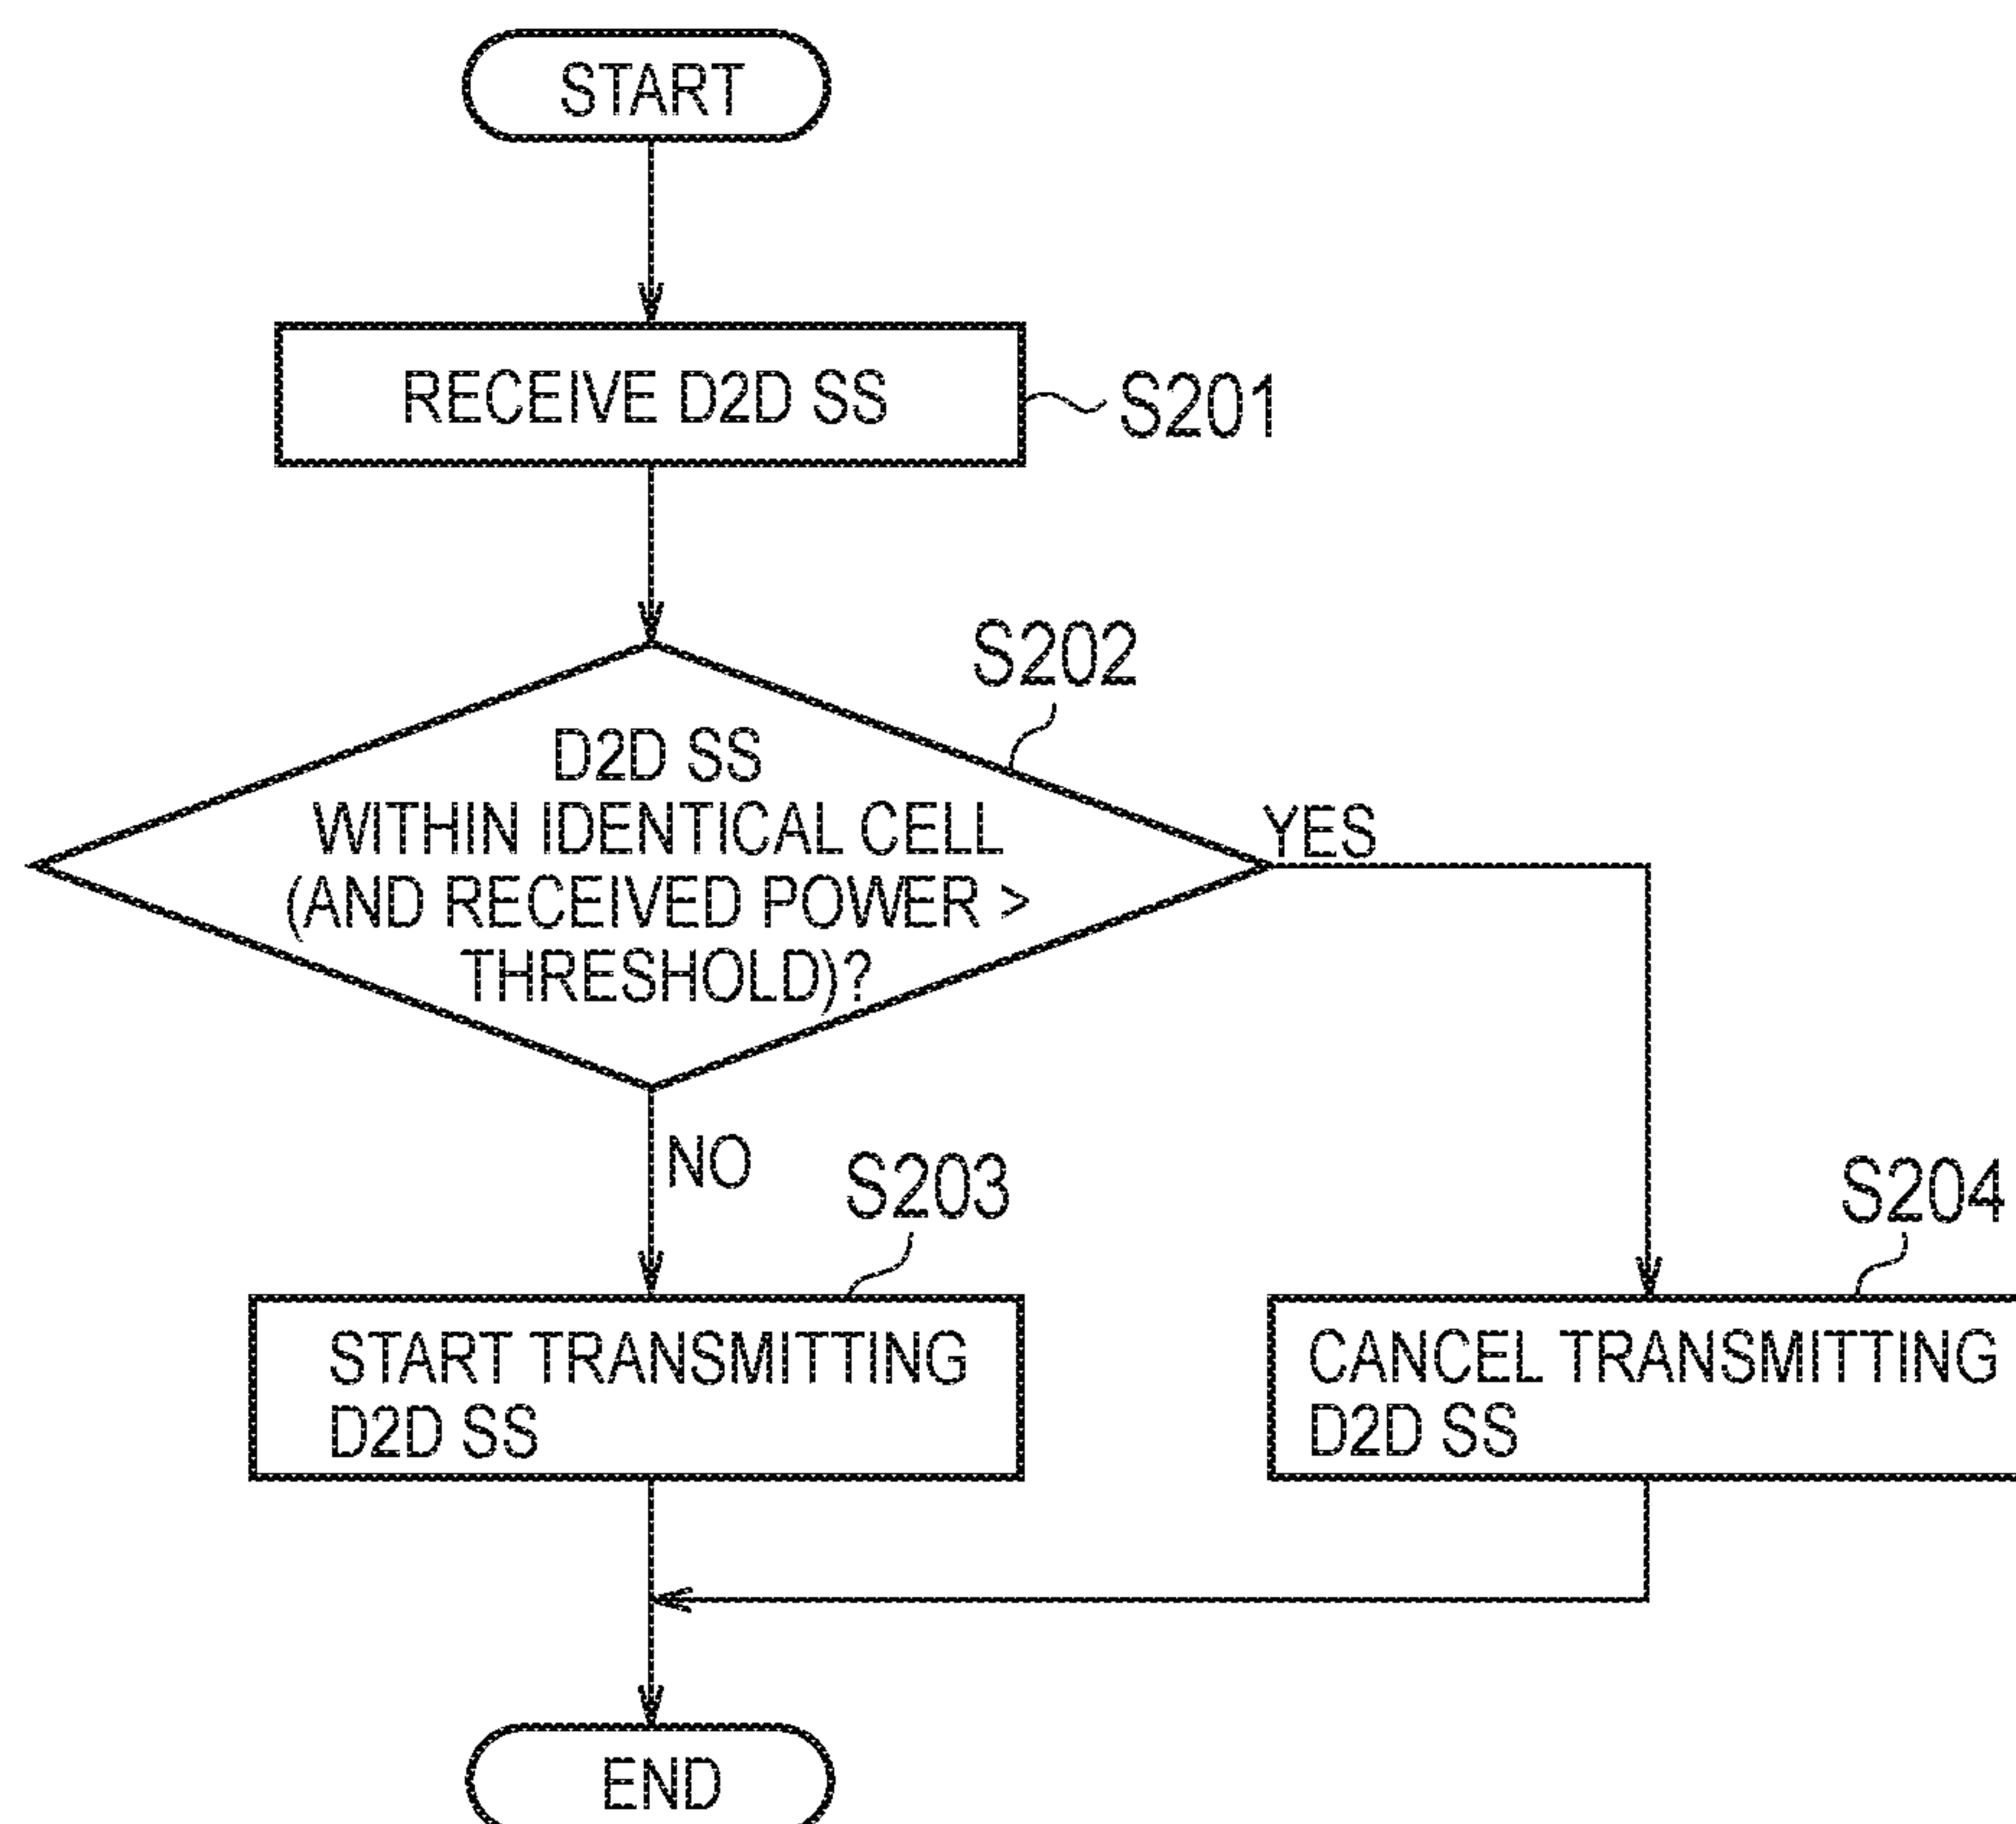 START
RECEIVE D2D SS
S201
S202
D2D SS
WITHIN IDENTICAL CELL
(AND RECEIVED POWER >
THRESHOLD)?
YES
NO
S203
START TRANSMITTING
D2D SS
S204
CANCEL TRANSMITTING
D2D SS
END